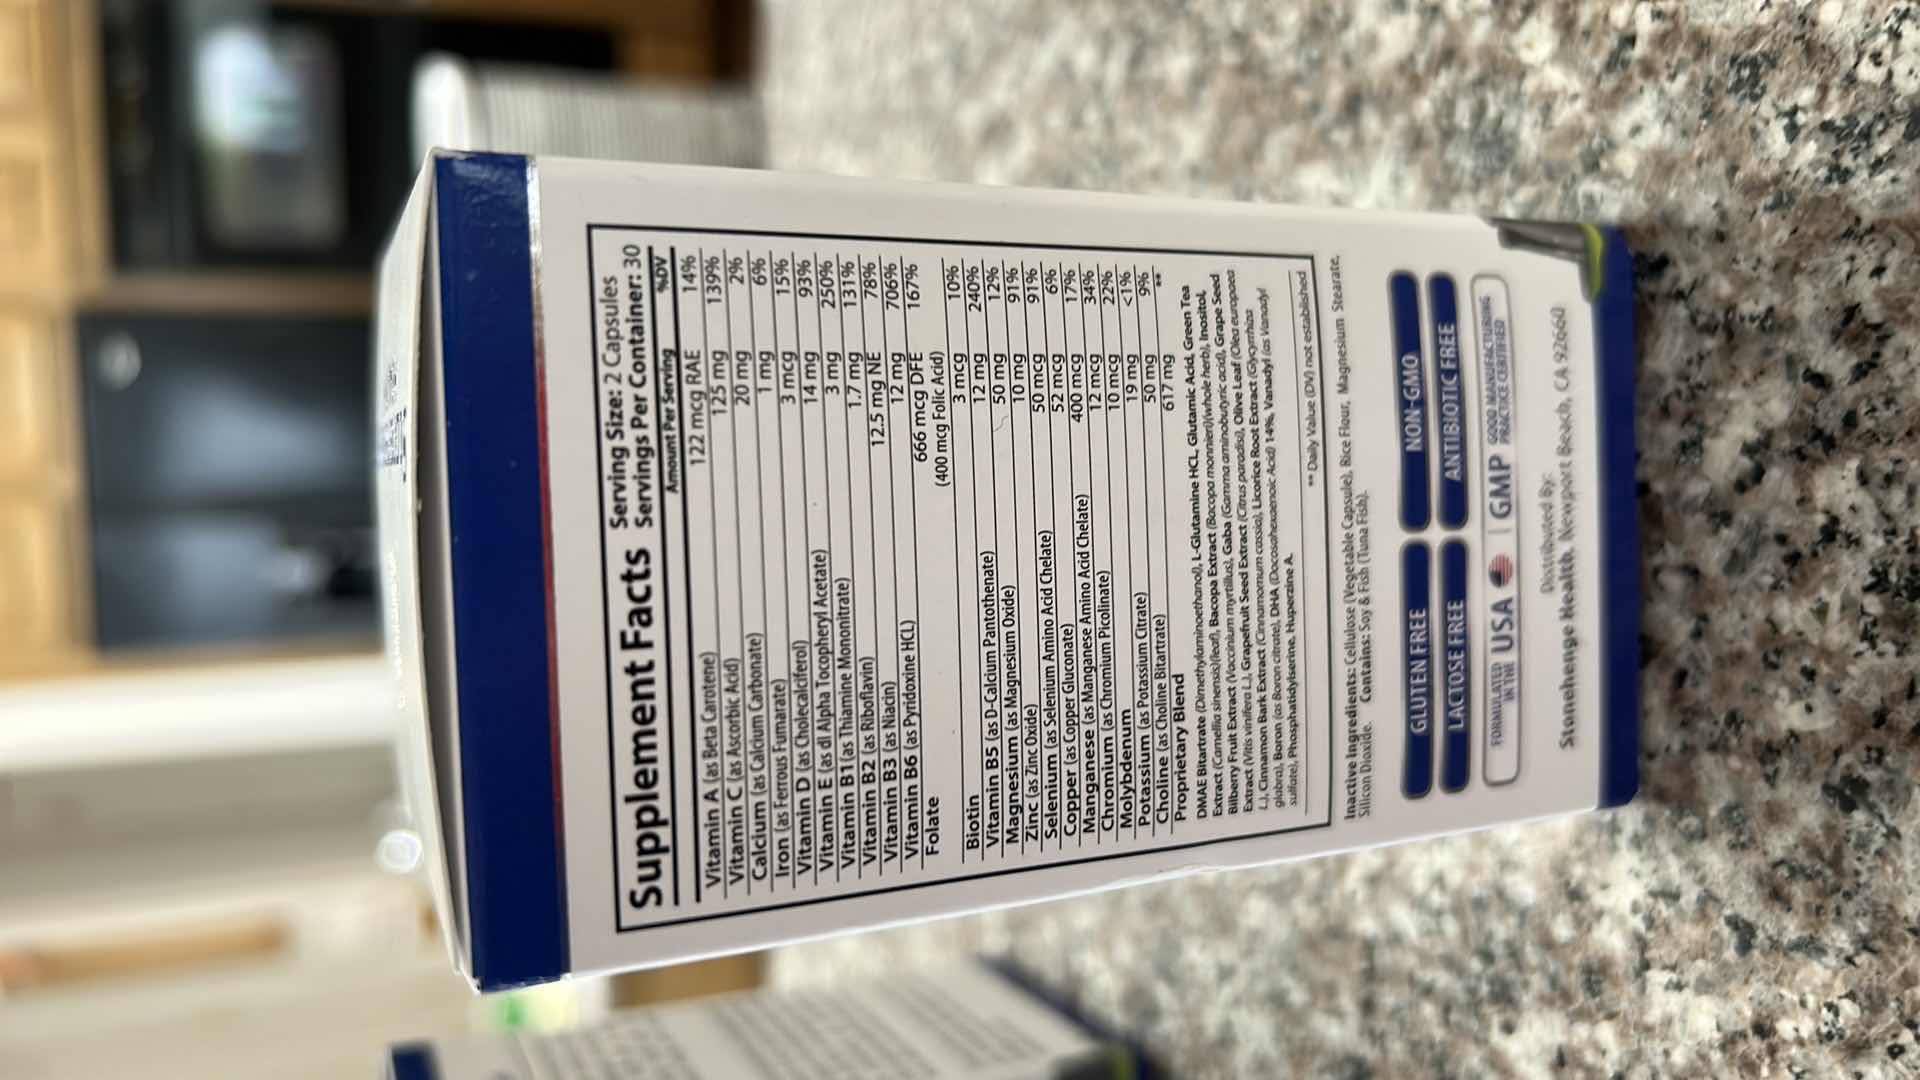 Supplement Facts
Serving Size: 2 Capsules
Servings Per Container: 30
Amount Per Serving %DV
Vitamin A (as Beta Carotene) 122 mcg RAE 14%
Vitamin C (as Ascorbic Acid) 125 mg 139%
Calcium (as Calcium Carbonate) 20 mg 2%
Iron (as Ferrous Fumarate) 1 mg 6%
Vitamin D (as Cholecalciferol) 3 mcg 15%
Vitamin E (as dl Alpha Tocopheryl Acetate) 14 mg 93%
Vitamin B1 (as Thiamine Mononitrate) 3 mg 250%
Vitamin B2 (as Riboflavin) 1.7 mg 131%
Vitamin B3 (as Niacin) 12.5 mg NE 78%
Vitamin B6 (as Pyridoxine HCL) 12 mg 706%
Folate 666 mcg DFE 167%
(400 mcg Folic Acid)
Biotin 3 mcg 10%
Vitamin B5 (as D-Calcium Pantothenate) 12 mg 240%
Magnesium (as Magnesium Oxide) 50 mg 12%
Zinc (as Zinc Oxide) 10 mg 91%
Selenium (as Selenium Amino Acid Chelate) 50 mcg 91%
Copper (as Copper Gluconate) 52 mcg 6%
Manganese (as Manganese Amino Acid Chelate) 400 mcg 17%
Chromium (as Chromium Picolinate) 12 mcg 34%
Molybdenum 10 mcg 22%
Potassium (as Potassium Citrate) 19 mg <1%
Choline (as Choline Bitartrate) 50 mg 9%
Proprietary Blend 617 mg **
DMAE Bitartrate (Dimethylaminoethanol), L-Glutamine HCL, Glutamic Acid, Green Tea
Extract (Camellia sinensis)(leaf), Bacopa Extract (Bacopa monnieri)(whole herb), Inositol,
Bilberry Fruit Extract (Vaccinium myrtillus), Gaba (Gamma aminobutyric acid), Grape Seed
Extract (Vitis vinifera L.), Grapefruit Seed Extract (Citrus paradisi), Olive Leaf (Olea europaea
L.), Cinnamon Bark Extract (Cinnamomum cassia), Licorice Root Extract (Glycyrrhiza
glabra), Boron (as Boron citrate), DHA (Docosahexaenoic Acid) 14%, Vanadyl (as Vanadyl
sulfate), Phosphatidylserine, Huperzine A.
** Daily Value (DV) not established
Inactive Ingredients: Cellulose (Vegetable Capsule), Rice Flour, Magnesium Stearate,
Silicon Dioxide. Contains: Soy & Fish (Tuna Fish).
GLUTEN FREE NON-GMO
LACTOSE FREE ANTIBIOTIC FREE
FORMULATED IN THE USA | GMP GOOD MANUFACTURING PRACTICE CERTIFIED
Distributed By:
Stonehenge Health, Newport Beach, CA 92660